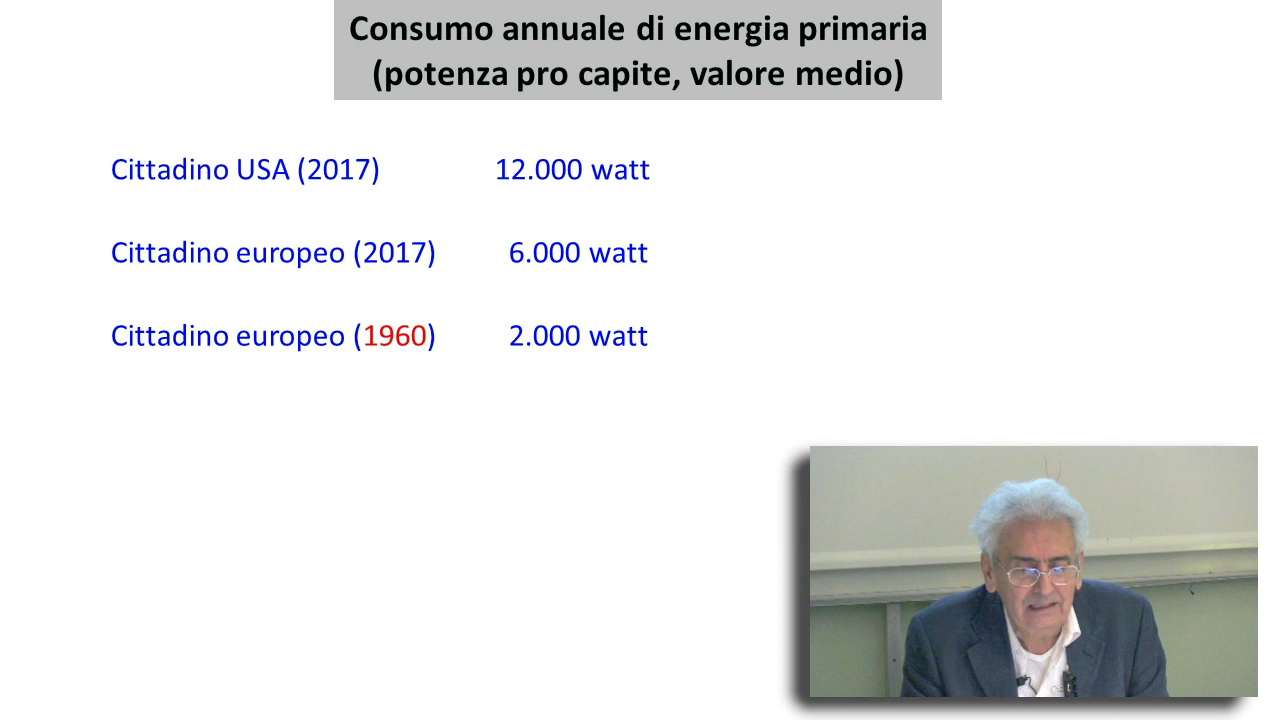 Consumo annuale di energia primaria
(potenza pro capite, valore medio)
Cittadino USA (2017) 12.000 watt
Cittadino europeo (2017) 6.000 watt
Cittadino europeo (1960) 2.000 watt